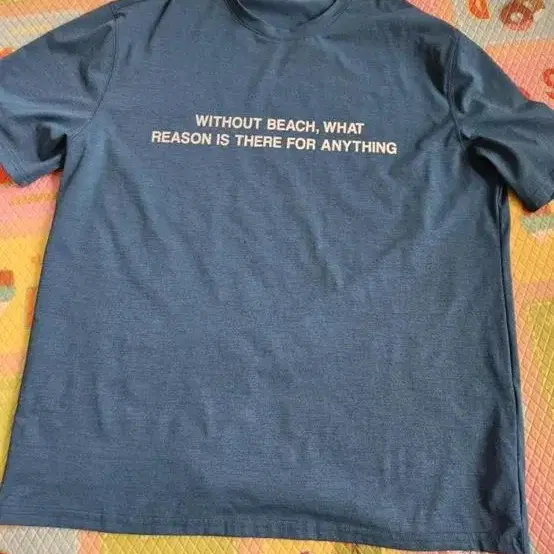 WITHOUT BEACH, WHAT
REASON IS THERE FOR ANYTHING